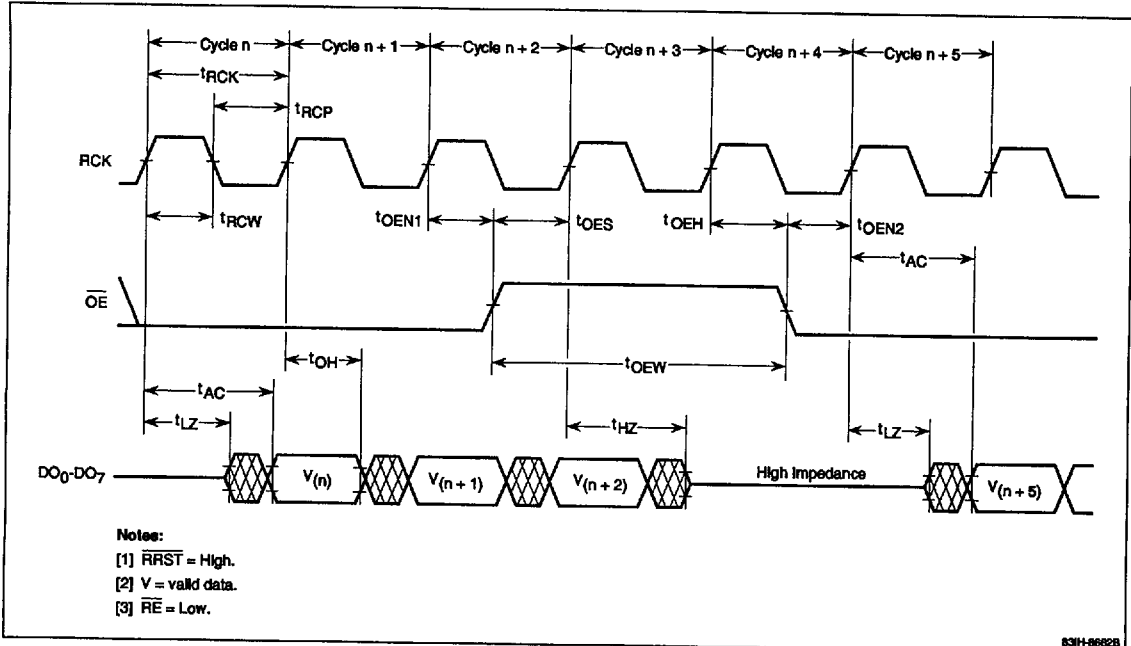 Cycle n Cycle n + 1 Cycle n + 2 Cycle n + 3 Cycle n + 4 Cycle n + 5
tRCK
tRCP
RCK
tRCW tOEN1 tOES tOEH tOEN2
tAC
OE
tOH tOEW
tAC
tLZ tHZ tLZ
DO0-DO7 V(n) V(n + 1) V(n + 2) High Impedance V(n + 5)
Notes:
[1] RRST = High.
[2] V = valid data.
[3] RE = Low.
83IH-8682B